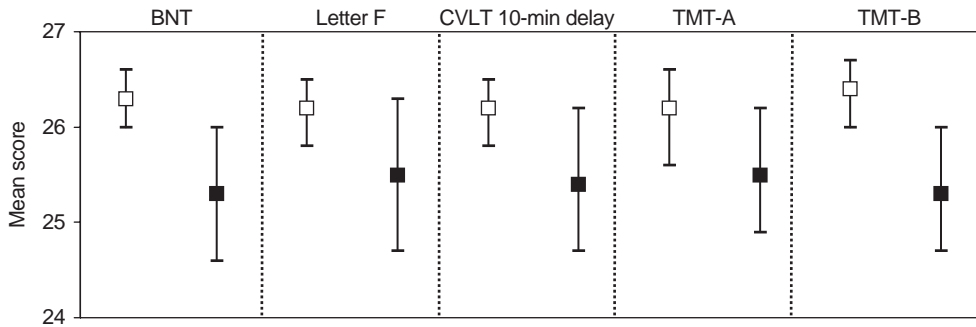 BNT Letter F CVLT 10-min delay TMT-A TMT-B
27
26
25
24
Mean score